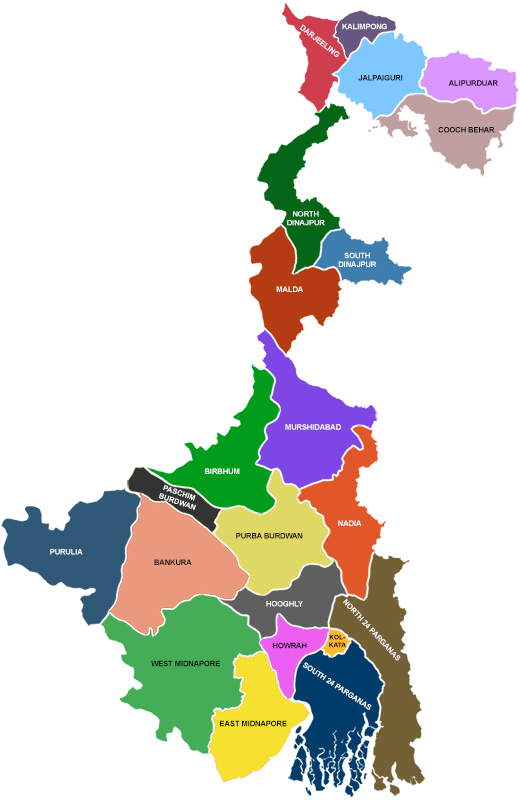 KALIMPONG
DARJEELING
JALPAIGURI
ALIPURDUAR
COOCH BEHAR
NORTH
DINAJPUR
SOUTH
DINAJPUR
MALDA
MURSHIDABAD
BIRBHUM
PASCHIM
BURDWAN
NADIA
PURBA BURDWAN
PURULIA
BANKURA
HOOGHLY
NORTH 24 PARGANAS
HOWRAH
KOL-
KATA
WEST MIDNAPORE
SOUTH 24 PARGANAS
EAST MIDNAPORE